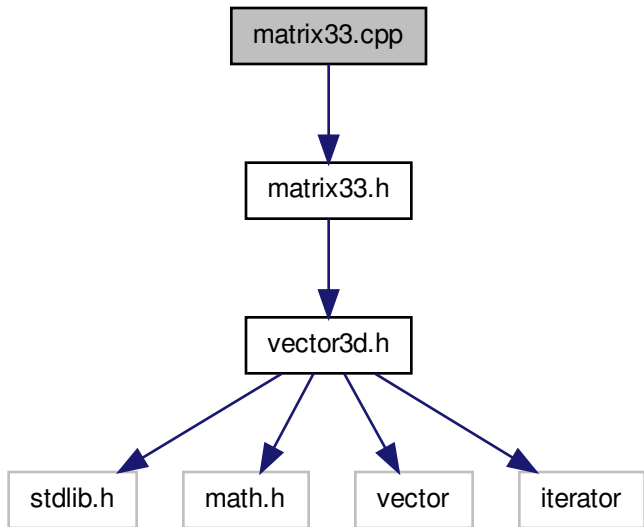 matrix33.cpp
matrix33.h
vector3d.h
stdlib.h
math.h
vector
iterator